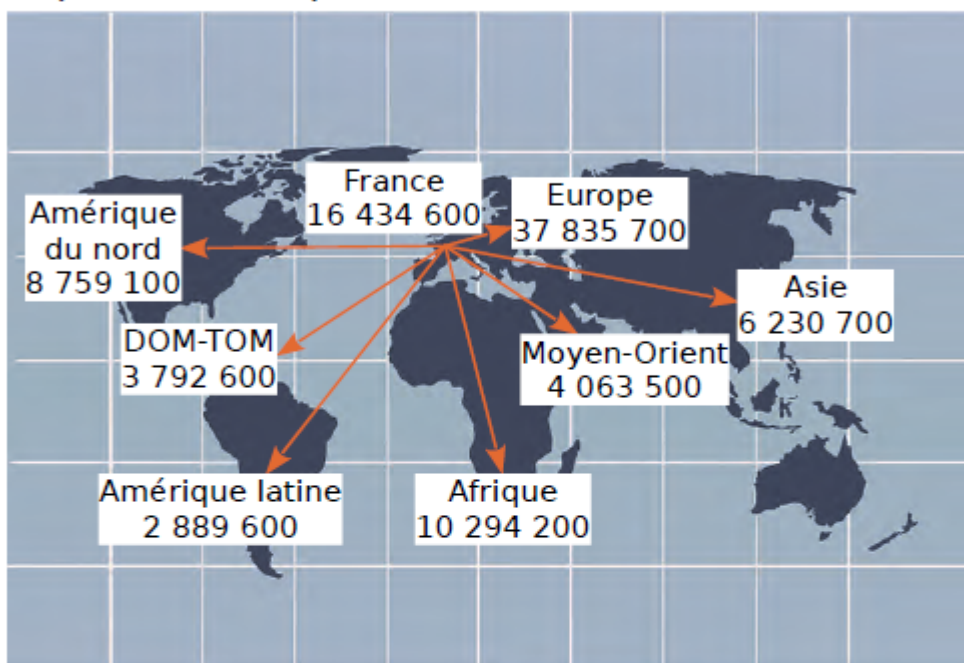 France
16 434 600
Europe
37 835 700
Amérique
du nord
8 759 100
Asie
6 230 700
DOM-TOM
3 792 600
Moyen-Orient
4 063 500
Amérique latine
2 889 600
Afrique
10 294 200